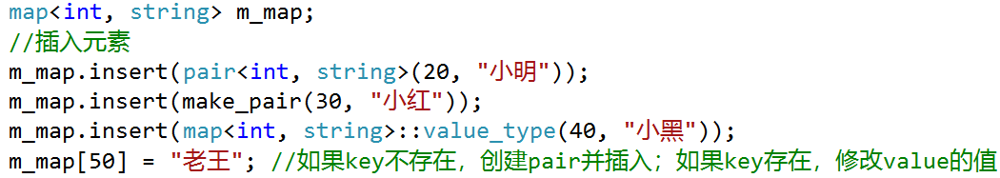 map<int, string> m_map;
//插入元素
m_map.insert(pair<int, string>(20, "小明"));
m_map.insert(make_pair(30, "小红"));
m_map.insert(map<int, string>::value_type(40, "小黑"));
m_map[50] = "老王"; //如果key不存在，创建pair并插入；如果key存在，修改value的值